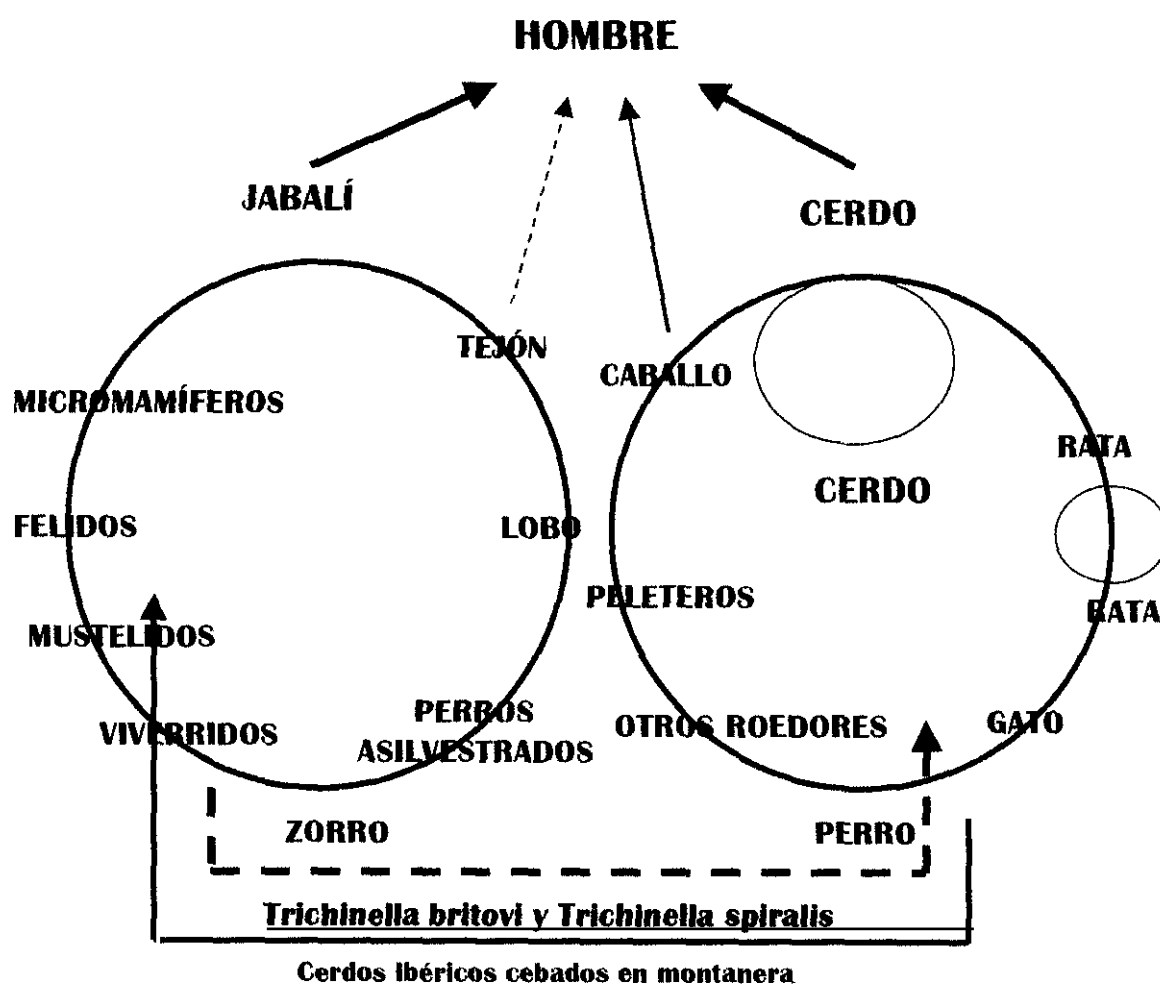 HOMBRE
JABALÍ
CERDO
TEJÓN
CABALLO
MICROMAMÍFEROS
RATA
CERDO
FELIDOS
LOBO
PELETEROS
RATA
MUSTELIDOS
PERROS
ASILVESTRADOS
VIVERRIDOS
OTROS ROEDORES
GATO
ZORRO
PERRO
Trichinella britovi y Trichinella spiralis
Cerdos ibéricos cebados en montanera